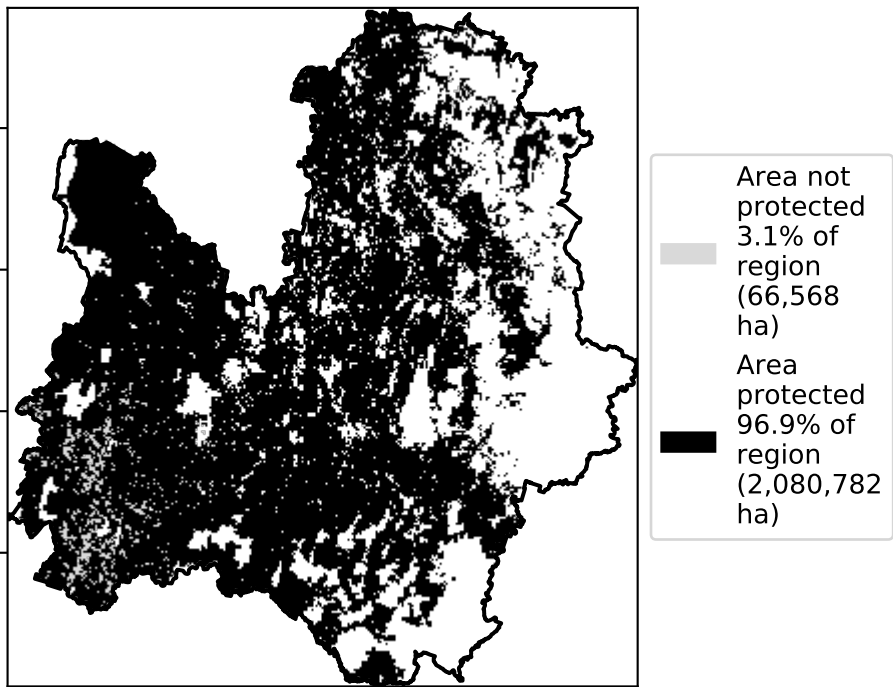 Area not
protected
3.1% of
region
(66,568
ha)
Area
protected
96.9% of
region
(2,080,782
ha)